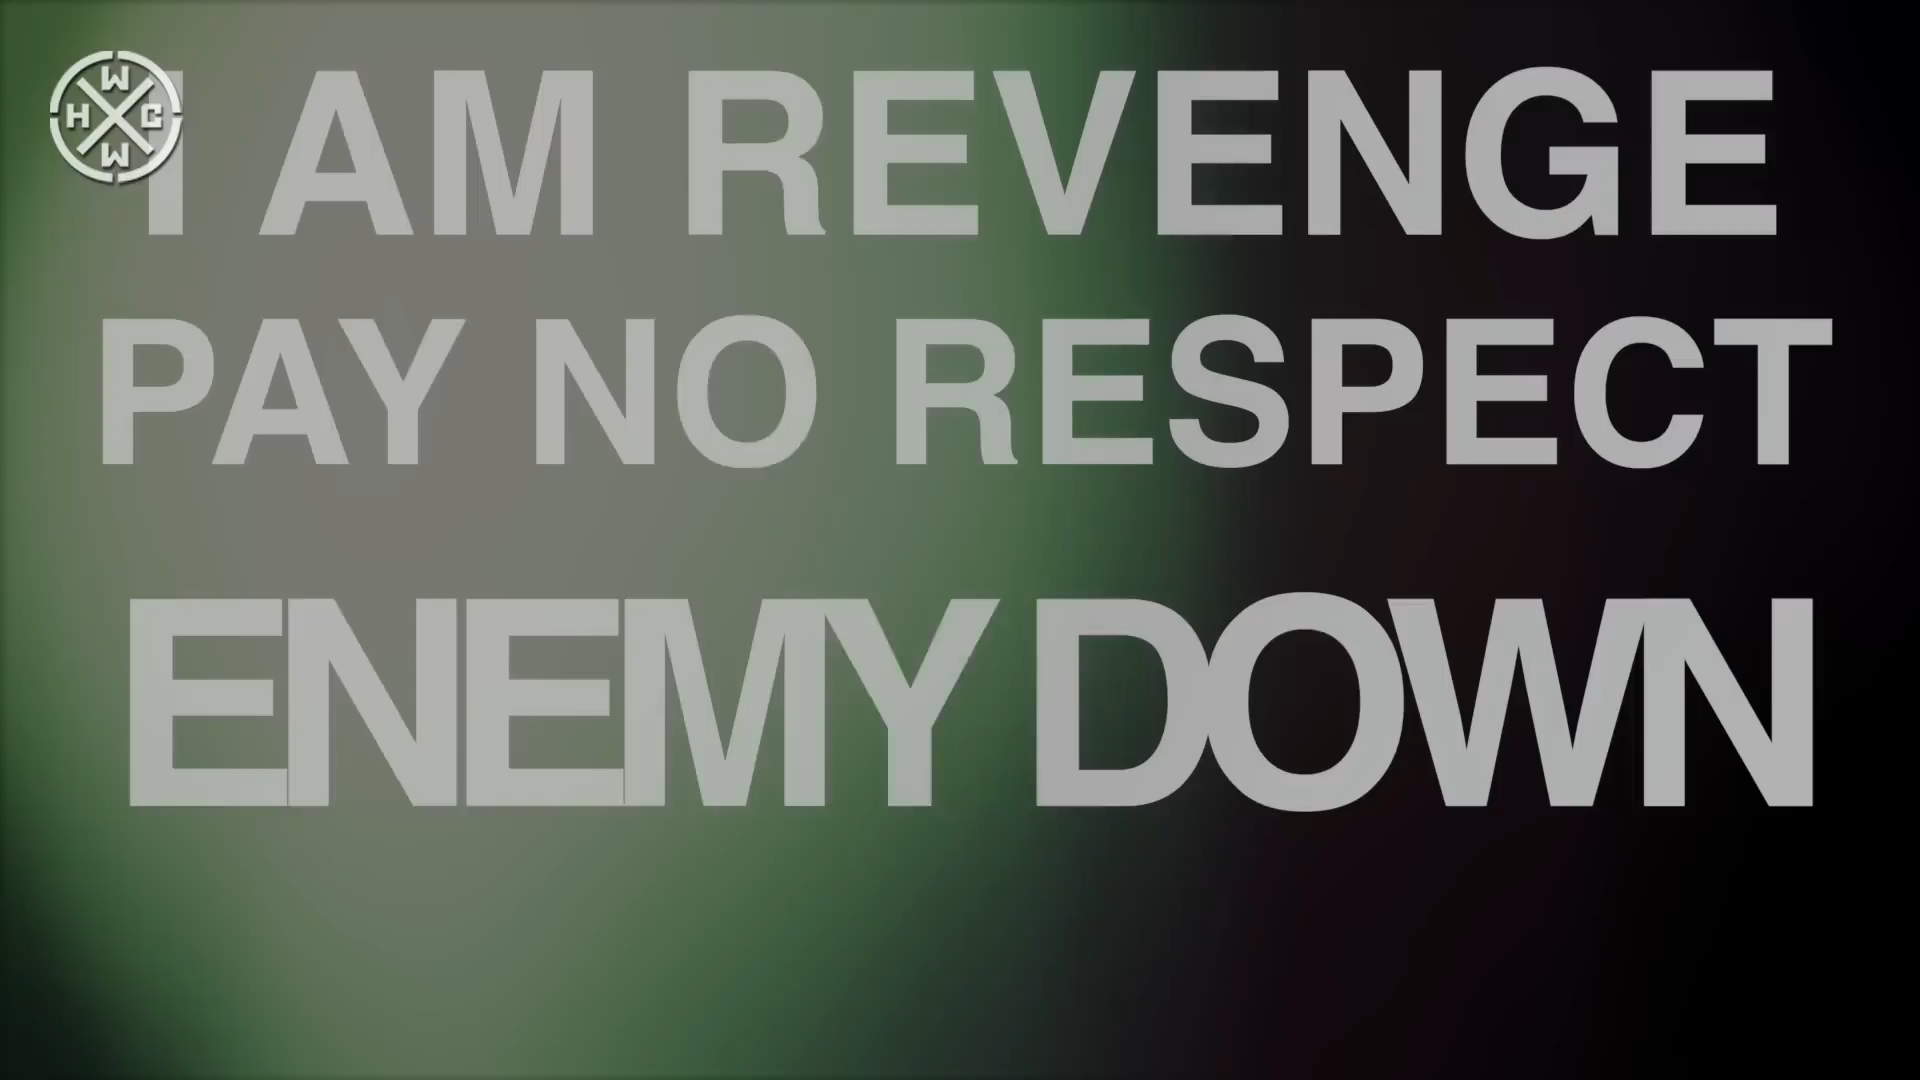 W
H G
W
I AM REVENGE
PAY NO RESPECT
ENEMY DOWN